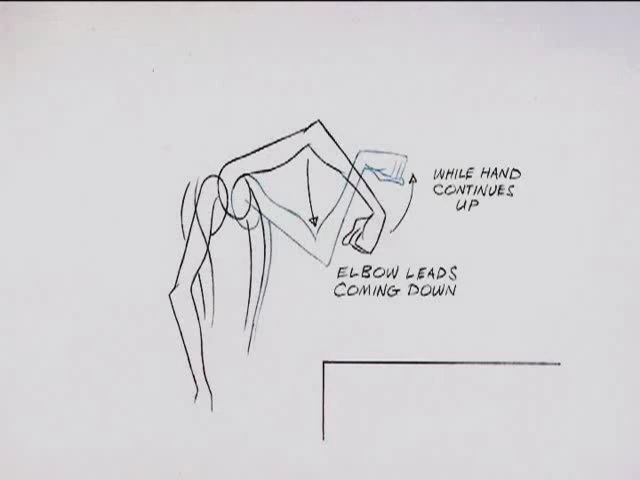 WHILE HAND
CONTINUES
UP
ELBOW LEADS
COMING DOWN